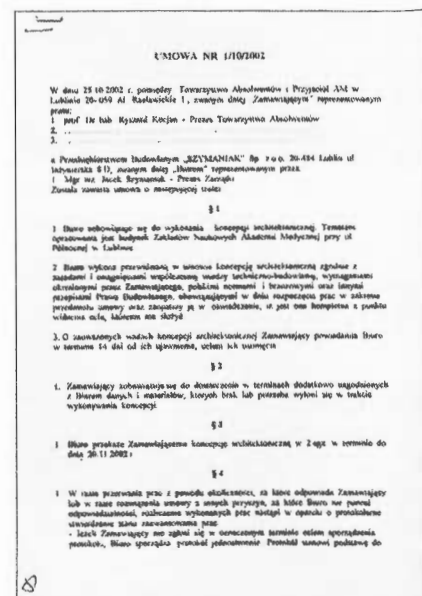 UMOWA NR 1/10/2002
W dniu 25 10 2002 r. pomiędzy Towarzystwo Absolwentów i Przyjaciół AM w
Lublinie 20-059 Al Racławickie 1, zwanym dalej „Zamawiającym" reprezentowanym
przez:
1 prof Dr hab Ryszard Kocjan - Prezes Towarzystwa Absolwentów
2. ..
3. ..
a Przedsiębiorstwem Budowlanym „SZYMANIAK" Sp z o o. 20-484 Lublin ul
Inżynierska 8 D, zwanym dalej „Biurem" reprezentowanym przez
1 Mgr inż. Jacek Szymaniak - Prezes Zarządu
Została zawarta umowa o następującej treści
§ 1
1 Biuro zobowiązuje się do wykonania koncepcji architektonicznej. Tematem
opracowania jest budynek Zakładów Naukowych Akademii Medycznej przy ul
Północnej w Lublinie
2 Biuro wykona przewidzianą w umowie koncepcję architektoniczną zgodnie z
zasadami i osiągnięciami współczesnej wiedzy techniczno-budowlanej, wymaganiami
określonymi przez Zamawiającego, polskimi normami i branżowymi oraz innymi
przepisami Prawa Budowlanego, obowiązującymi w dniu rozpoczęcia prac w zakresie
przedmiotu umowy oraz zaopatrzy ją w oświadczenie, iż jest ona kompletna z punktu
widzenia celu, któremu ma służyć
3. O zauważonych wadach koncepcji architektonicznej Zamawiający powiadamia Biuro
w terminie 14 dni od ich ujawnienia, celem ich usunięcia
§ 2
1. Zamawiający zobowiązuje się do dostarczenia w terminach dodatkowo uzgodnionych
z Biurem danych i materiałów, których brak lub potrzeba wyłoni się w trakcie
wykonywania koncepcji
§ 3
1 Biuro przekaże Zamawiającemu koncepcję architektoniczną w 2 egz w terminie do
dnia 20.11 2002 r
§ 4
1 W razie przerwania prac z powodu okoliczności, za które odpowiada Zamawiający
lub w razie rozwiązania umowy z innych przyczyn, za które Biuro nie ponosi
odpowiedzialności, rozliczenie wykonanych prac nastąpi w oparciu o protokolarne
stwierdzenie stanu zaawansowania prac
- Jeżeli Zamawiający nie zgłosi się w oznaczonym terminie celem sporządzenia
protokołu, Biuro sporządza protokół jednostronnie Protokół stanowi podstawę do